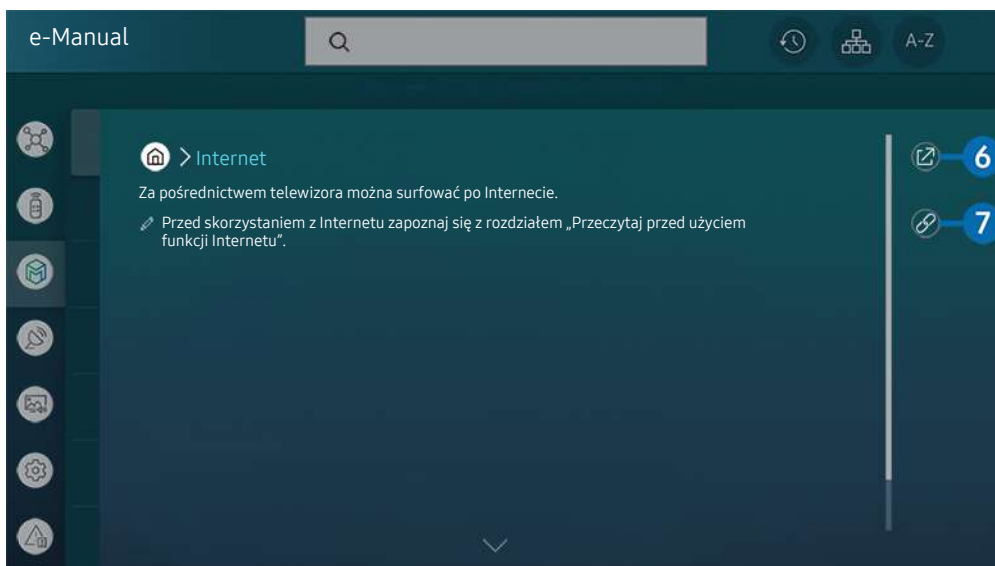 e-Manual
A-Z
> Internet
6
Za pośrednictwem telewizora można surfować po Internecie.
Przed skorzystaniem z Internetu zapoznaj się z rozdziałem „Przeczytaj przed użyciem
funkcji Internetu”.
7